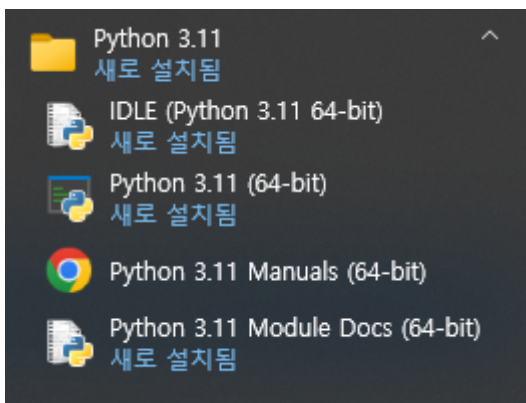 Python 3.11
새로 설치됨
IDLE (Python 3.11 64-bit)
새로 설치됨
Python 3.11 (64-bit)
새로 설치됨
Python 3.11 Manuals (64-bit)
Python 3.11 Module Docs (64-bit)
새로 설치됨